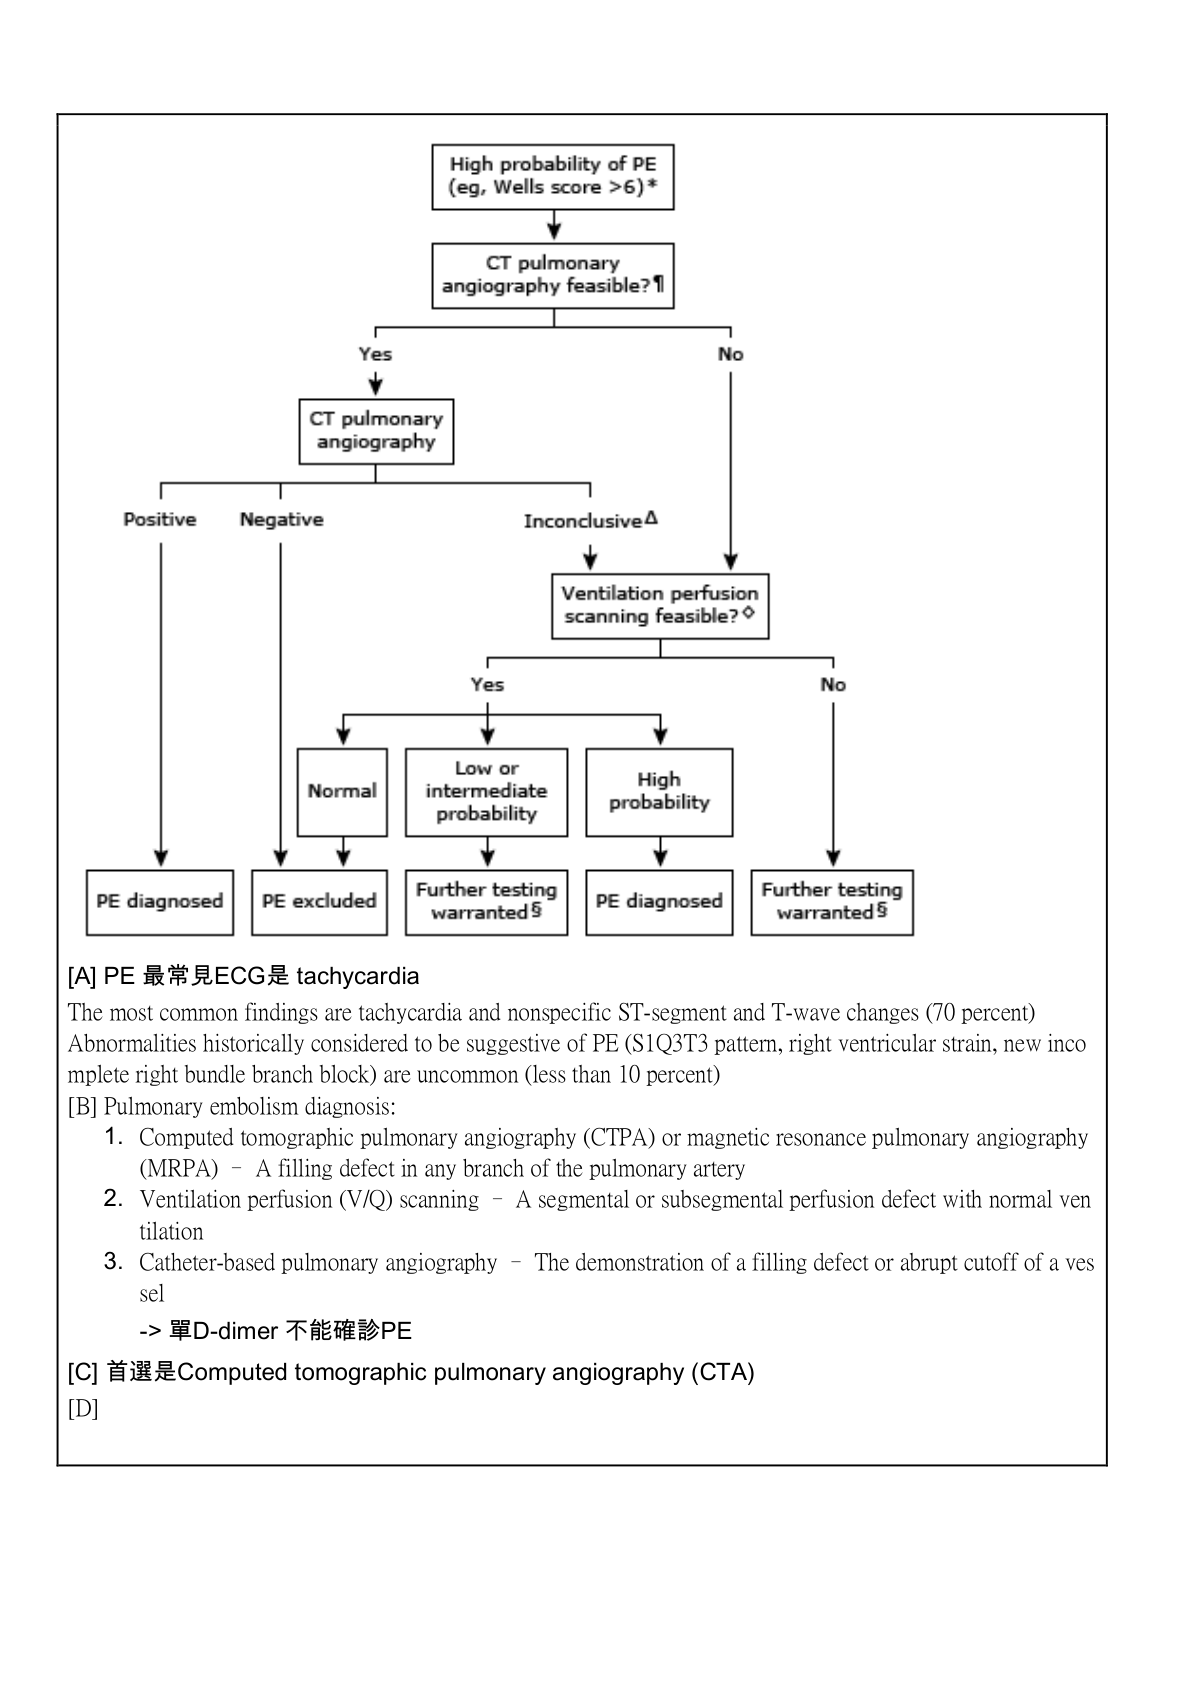 High probability of PE
(eg, Wells score >6)*
CT pulmonary
angiography feasible?¶
Yes
No
CT pulmonary
angiography
Positive
Negative
InconclusiveΔ
Ventilation perfusion
scanning feasible?◇
Yes
No
Normal
Low or
intermediate
probability
High
probability
PE diagnosed
PE excluded
Further testing
warranted§
PE diagnosed
Further testing
warranted§
[A] PE 最常見ECG是 tachycardia
The most common findings are tachycardia and nonspecific ST-segment and T-wave changes (70 percent)
Abnormalities historically considered to be suggestive of PE (S1Q3T3 pattern, right ventricular strain, new inco
mplete right bundle branch block) are uncommon (less than 10 percent)
[B] Pulmonary embolism diagnosis:
1. Computed tomographic pulmonary angiography (CTPA) or magnetic resonance pulmonary angiography
(MRPA) – A filling defect in any branch of the pulmonary artery
2. Ventilation perfusion (V/Q) scanning – A segmental or subsegmental perfusion defect with normal ven
tilation
3. Catheter-based pulmonary angiography – The demonstration of a filling defect or abrupt cutoff of a ves
sel
-> 單D-dimer 不能確診PE
[C] 首選是Computed tomographic pulmonary angiography (CTA)
[D]